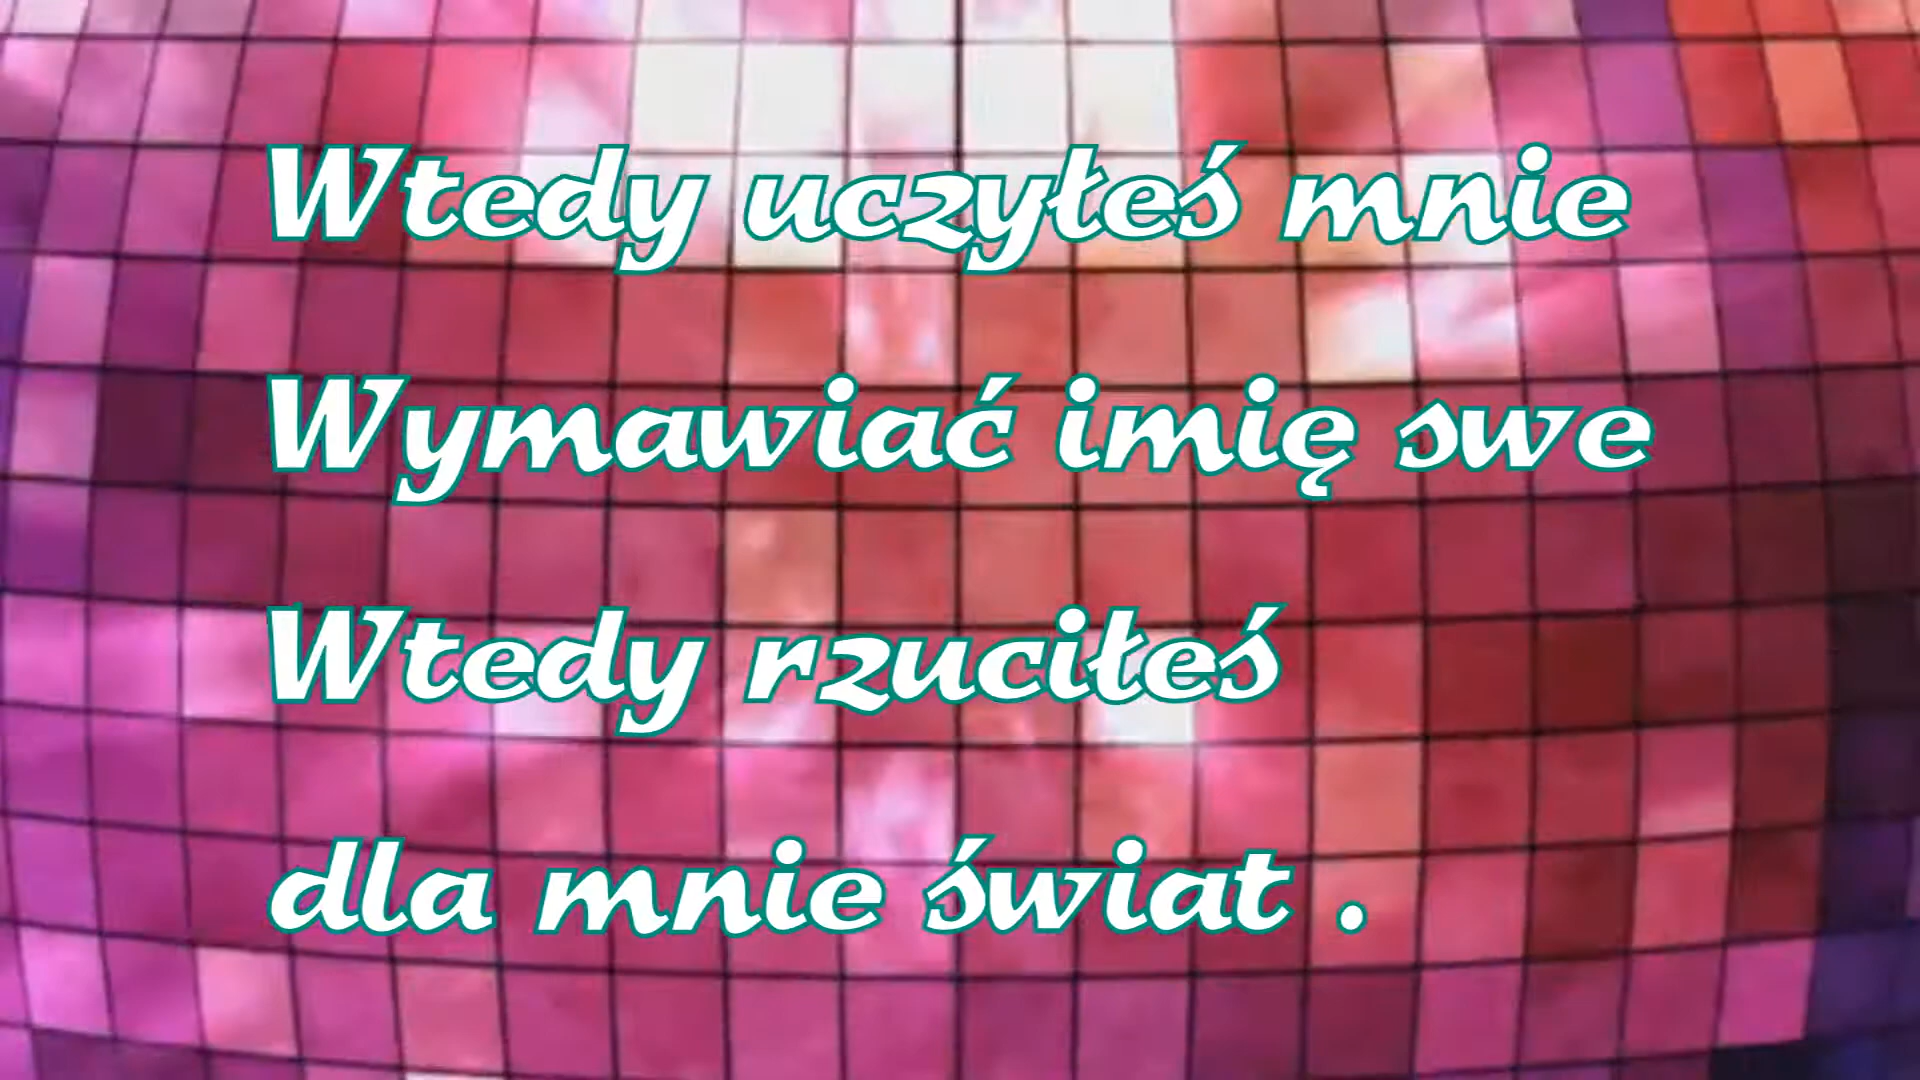 Wtedy uczyłeś mnie
Wymawiać imię swe
Wtedy rzuciłeś
dla mnie świat .